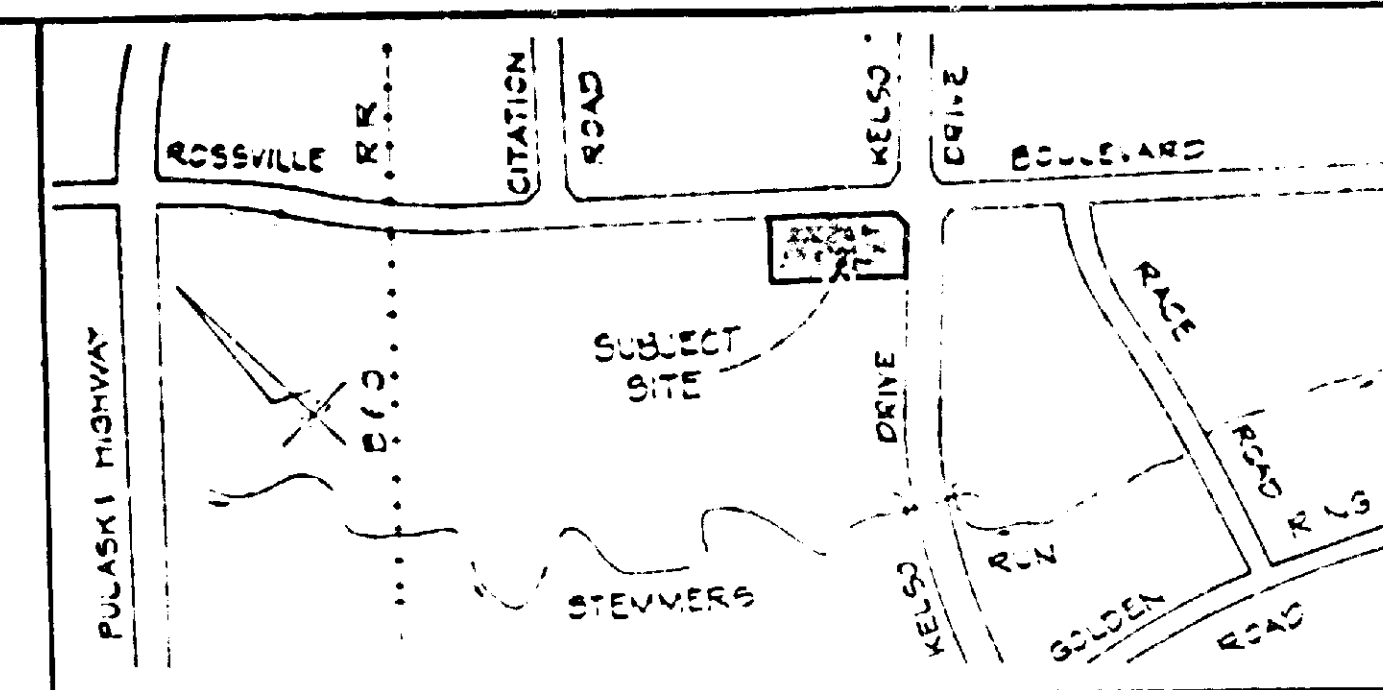 ROSSVILLE
BOULEVARD
R R
CITATION
ROAD
KELSO
DRIVE
SUBJECT
SITE
RACE
ROAD
PULASKI HIGHWAY
B & O
DRIVE
KELSO
STEMMERS
RUN
GOLDEN
RING
ROAD